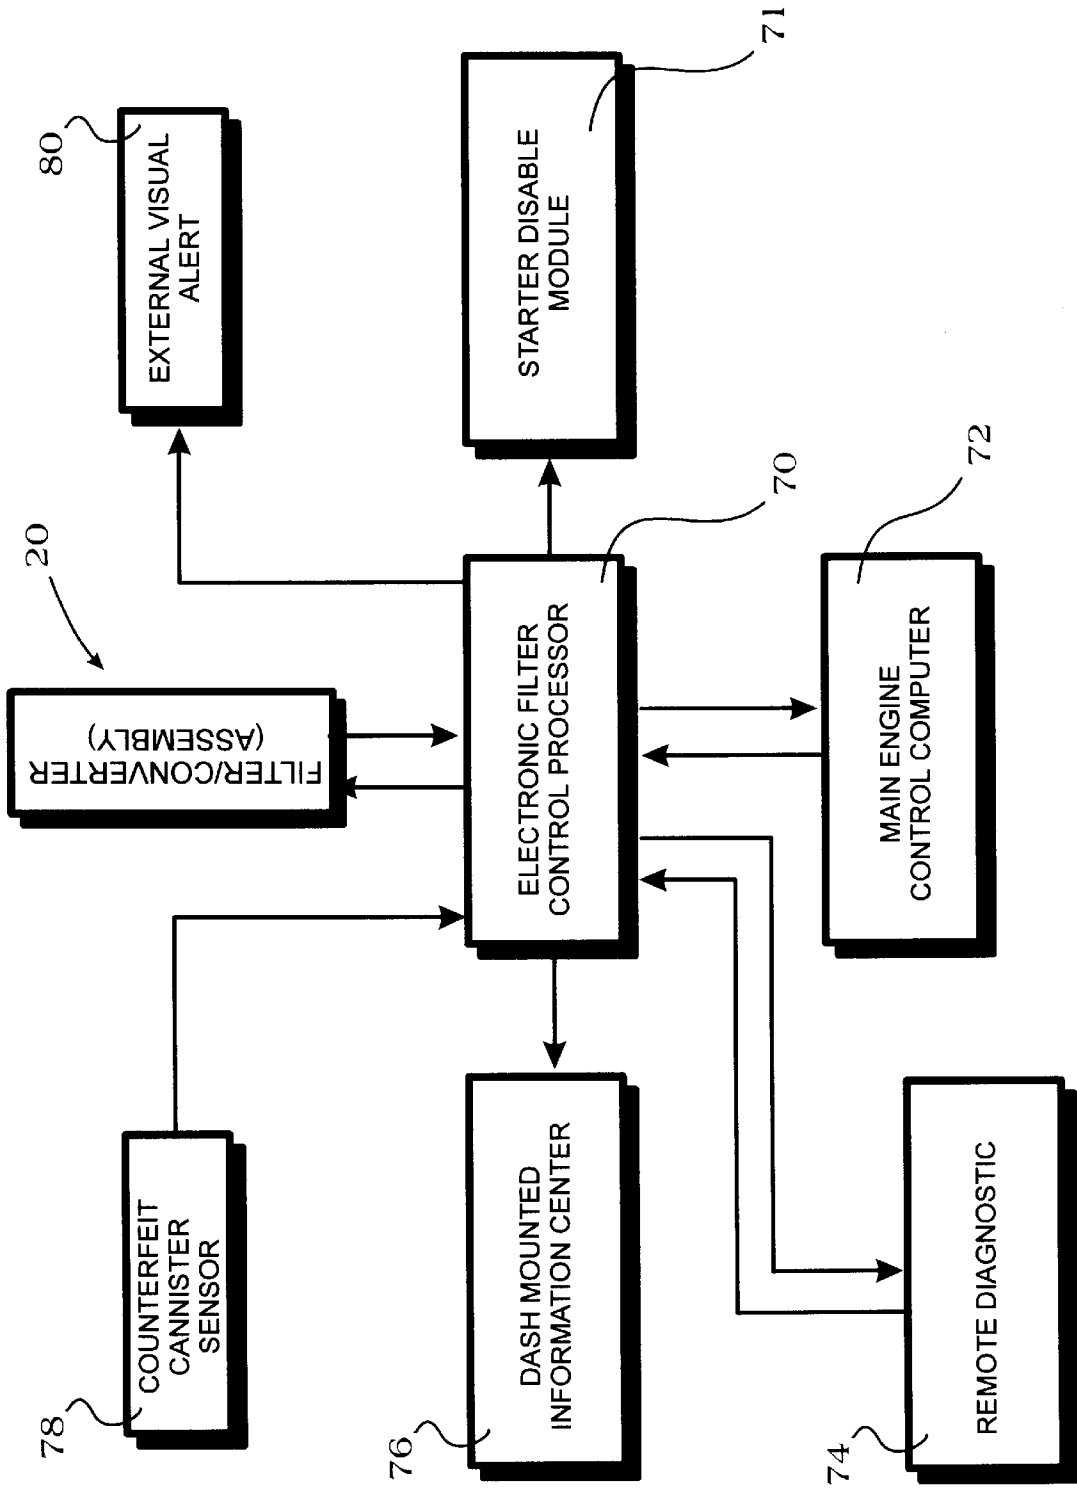 78
COUNTERFEIT
CANNISTER
SENSOR
20
FILTER/CONVERTER
(ASSEMBLY)
80
EXTERNAL VISUAL
ALERT
76
DASH MOUNTED
INFORMATION CENTER
ELECTRONIC FILTER
CONTROL PROCESSOR
70
STARTER DISABLE
MODULE
71
74
REMOTE DIAGNOSTIC
MAIN ENGINE
CONTROL COMPUTER
72